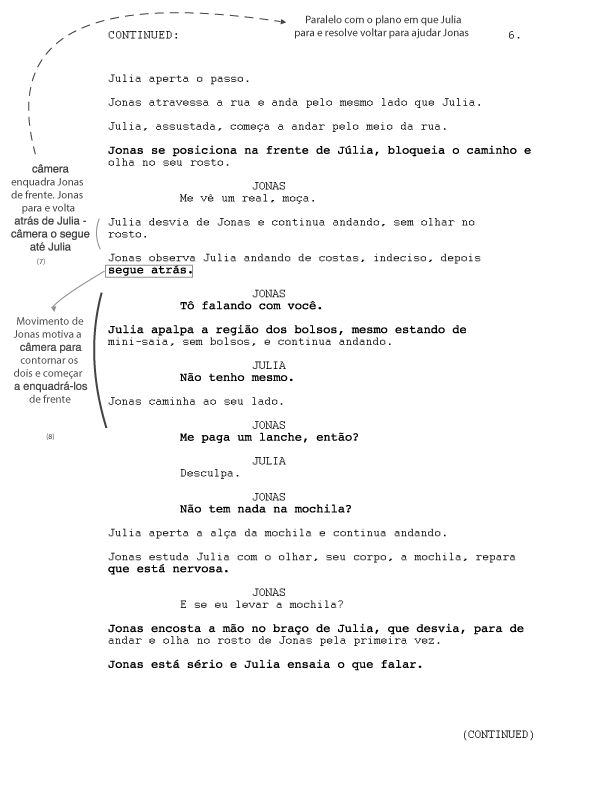 Paralelo com o plano em que Julia
para e resolve voltar para ajudar Jonas
CONTINUED:
6.
Julia aperta o passo.
Jonas atravessa a rua e anda pelo mesmo lado que Julia.
Julia, assustada, começa a andar pelo meio da rua.
Jonas se posiciona na frente de Júlia, bloqueia o caminho e
olha no seu rosto.
câmera
enquadra Jonas
de frente. Jonas
para e volta
atrás de Julia -
câmera o segue
até Julia
(7)
JONAS
Me vê um real, moça.
Julia desvia de Jonas e continua andando, sem olhar no
rosto.
Jonas observa Julia andando de costas, indeciso, depois
segue atrás.
Movimento de
Jonas motiva a
câmera para
contornar os
dois e começar
a enquadrá-los
de frente
(8)
JONAS
Tô falando com você.
Julia apalpa a região dos bolsos, mesmo estando de
mini-saia, sem bolsos, e continua andando.
JULIA
Não tenho mesmo.
Jonas caminha ao seu lado.
JONAS
Me paga um lanche, então?
JULIA
Desculpa.
JONAS
Não tem nada na mochila?
Julia aperta a alça da mochila e continua andando.
Jonas estuda Julia com o olhar, seu corpo, a mochila, repara
que está nervosa.
JONAS
E se eu levar a mochila?
Jonas encosta a mão no braço de Julia, que desvia, para de
andar e olha no rosto de Jonas pela primeira vez.
Jonas está sério e Julia ensaia o que falar.
(CONTINUED)